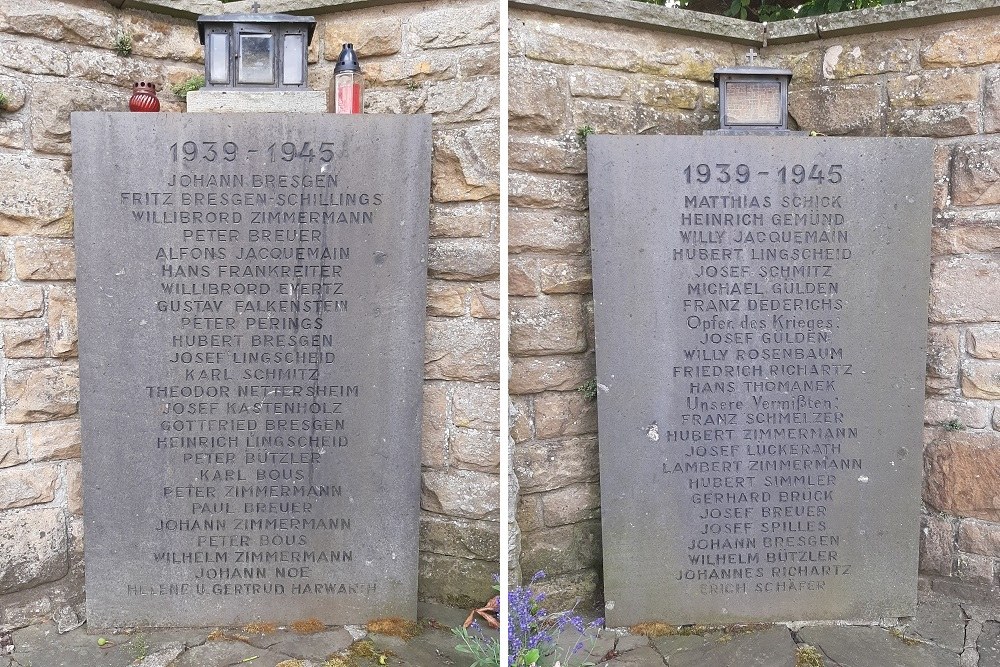 1939 - 1945
JOHANN BRESGEN
FRITZ BRESGEN-SCHILLINGS
WILLIBRORD ZIMMERMANN
PETER BREUER
ALFONS JACQUEMAIN
HANS FRANKREITER
WILLIBRORD EVERTZ
GUSTAV FALKENSTEIN
PETER PERINGS
HUBERT BRESGEN
JOSEF LINGSCHEID
KARL SCHMITZ
THEODOR NETTERSHEIM
JOSEF KASTENHOLZ
GOTTFRIED BRESGEN
HEINRICH LINGSCHEID
PETER BÜTZLER
KARL BOUS
PETER ZIMMERMANN
PAUL BREUER
JOHANN ZIMMERMANN
PETER BOUS
WILHELM ZIMMERMANN
JOHANN NOE
HELENE U. GERTRUD HARWARTH
1939 - 1945
MATTHIAS SCHICK
HEINRICH GEMÜND
WILLY JACQUEMAIN
HUBERT LINGSCHEID
JOSEF SCHMITZ
MICHAEL GÜLDEN
FRANZ DEDERICHS
Opfer des Krieges:
JOSEF GÜLDEN
WILLY ROSENBAUM
FRIEDRICH RICHARTZ
HANS THOMANEK
Unsere Vermißten:
FRANZ SCHMELZER
HUBERT ZIMMERMANN
JOSEF LÜCKERATH
LAMBERT ZIMMERMANN
HUBERT SIMMLER
GERHARD BRÜCK
JOSEF BREUER
JOSEF SPILLES
JOHANN BRESGEN
WILHELM BÜTZLER
JOHANNES RICHARTZ
ERICH SCHÄFER